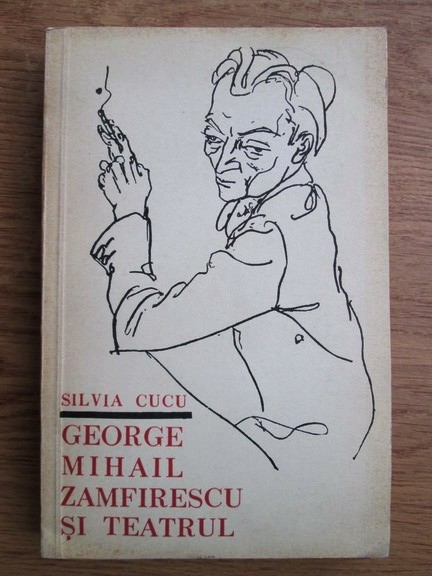 SILVIA CUCU
GEORGE
MIHAIL
ZAMFIRESCU
ȘI TEATRUL